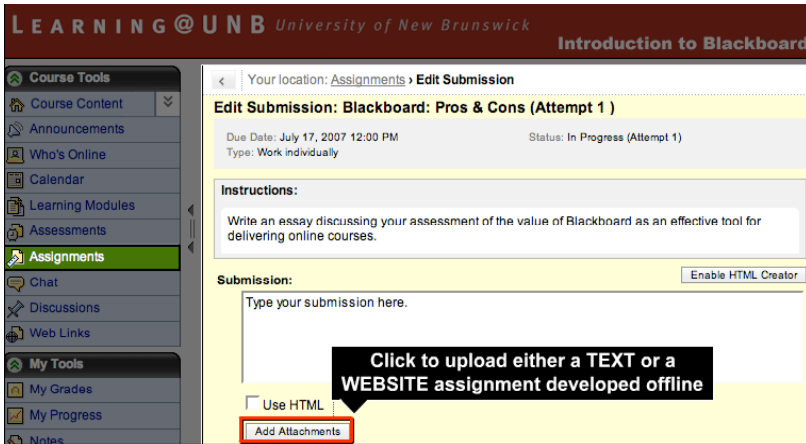 LEARNING@UNB University of New Brunswick
Introduction to Blackboard
Course Tools
Course Content
Announcements
Who's Online
Calendar
Learning Modules
Assessments
Assignments
Chat
Discussions
Web Links
My Tools
My Grades
My Progress
Notes
Your location: Assignments › Edit Submission
Edit Submission: Blackboard: Pros & Cons (Attempt 1 )
Due Date: July 17, 2007 12:00 PM Status: In Progress (Attempt 1)
Type: Work individually
Instructions:
Write an essay discussing your assessment of the value of Blackboard as an effective tool for
delivering online courses.
Enable HTML Creator
Submission:
Type your submission here.
Click to upload either a TEXT or a
WEBSITE assignment developed offline
Use HTML
Add Attachments